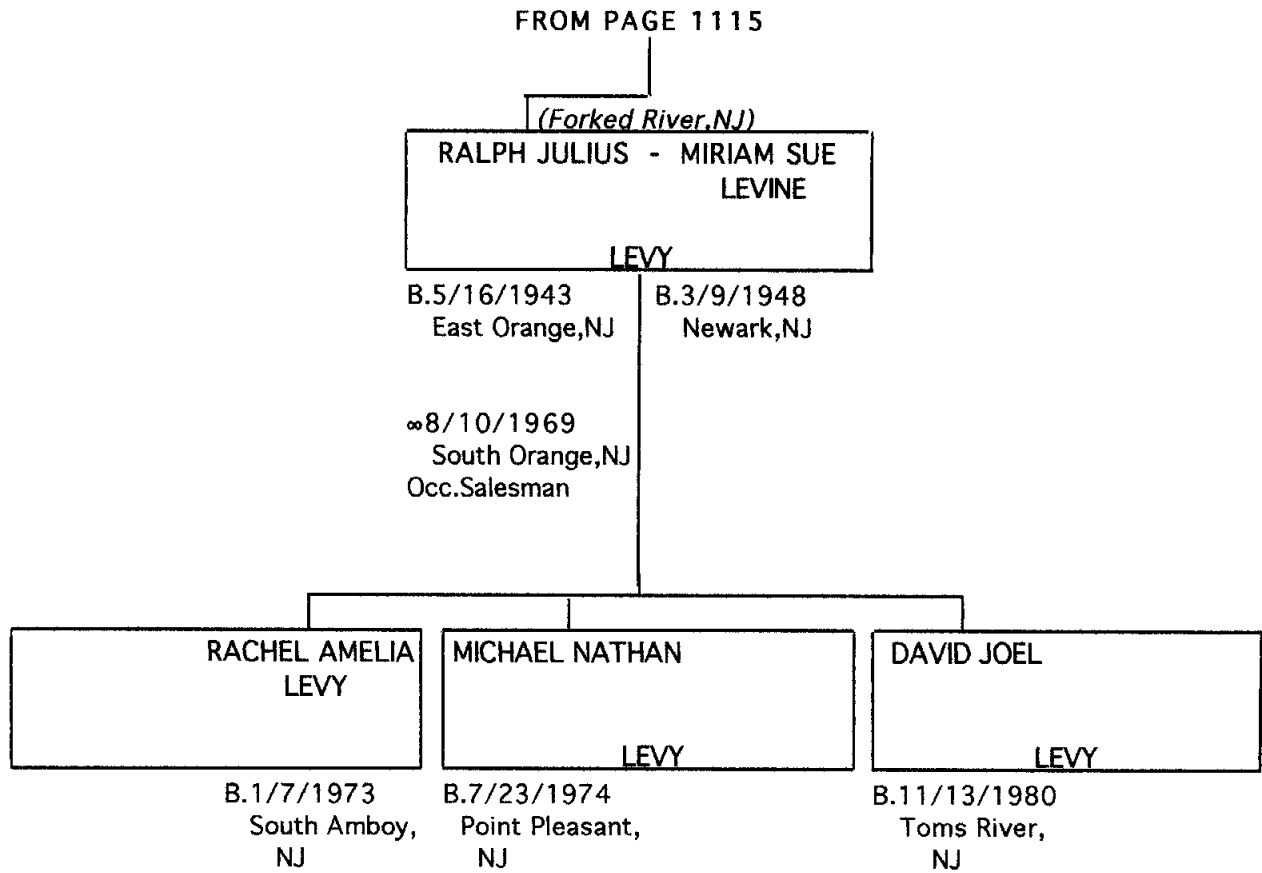 FROM PAGE 1115
(Forked River,NJ)
RALPH JULIUS - MIRIAM SUE
LEVINE
LEVY
B.5/16/1943
East Orange,NJ
B.3/9/1948
Newark,NJ
∞8/10/1969
South Orange,NJ
Occ.Salesman
RACHEL AMELIA
LEVY
B.1/7/1973
South Amboy,
NJ
MICHAEL NATHAN
LEVY
B.7/23/1974
Point Pleasant,
NJ
DAVID JOEL
LEVY
B.11/13/1980
Toms River,
NJ